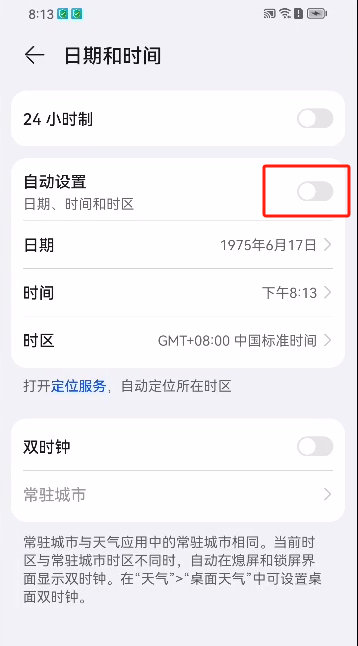 8:13
日期和时间
24 小时制
自动设置
日期、时间和时区
日期 1975年6月17日
时间 下午8:13
时区 GMT+08:00 中国标准时间
打开定位服务，自动定位所在时区
双时钟
常驻城市
常驻城市与天气应用中的常驻城市相同。当前时
区与常驻城市时区不同时，自动在熄屏和锁屏界
面显示双时钟。在“天气”>“桌面天气”中可设置桌
面双时钟。